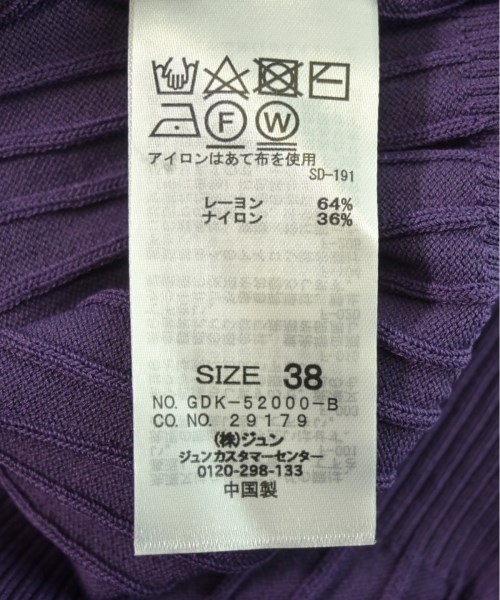 F W
アイロンはあて布を使用
SD-191
レーヨン 64%
ナイロン 36%
SIZE 38
NO. GDK-52000-B
CO. NO. 29179
(株)ジュン
ジュンカスタマーセンター
0120-298-133
中国製